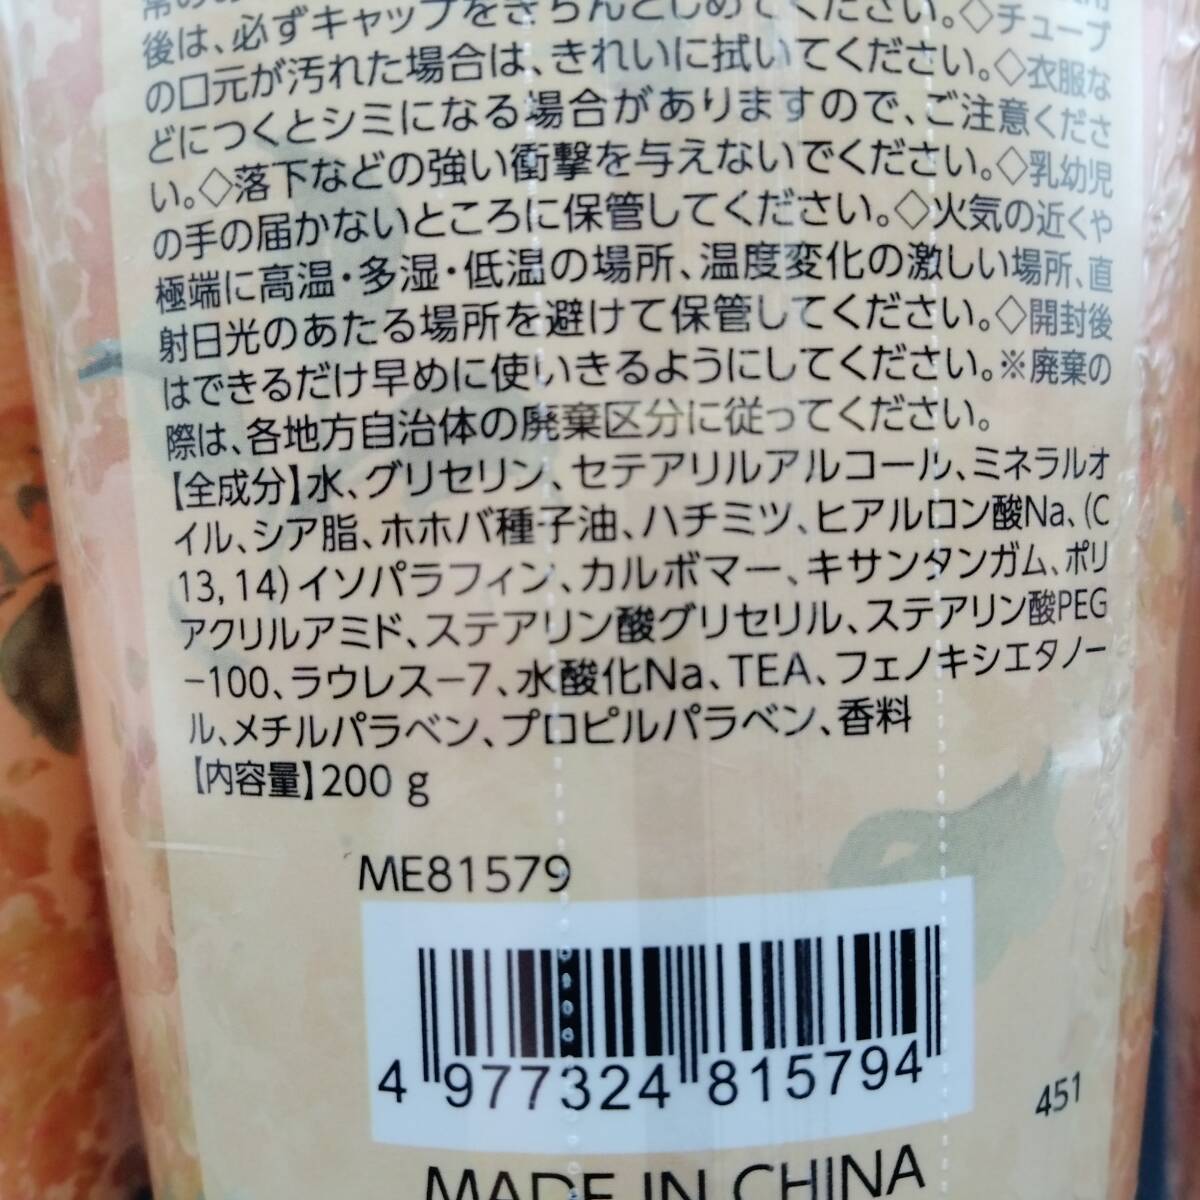 後は、必ずキャップをきちんとしめてください。◇チューブ
の口元が汚れた場合は、きれいに拭いてください。◇衣服な
どにつくとシミになる場合がありますので、ご注意くださ
い。◇落下などの強い衝撃を与えないでください。◇乳幼児
の手の届かないところに保管してください。◇火気の近くや
極端に高温・多湿・低温の場所、温度変化の激しい場所、直
射日光のあたる場所を避けて保管してください。◇開封後
はできるだけ早めに使いきるようにしてください。※廃棄の
際は、各地方自治体の廃棄区分に従ってください。
【全成分】水、グリセリン、セテアリルアルコール、ミネラルオ
イル、シア脂、ホホバ種子油、ハチミツ、ヒアルロン酸Na、(C
13, 14)イソパラフィン、カルボマー、キサンタンガム、ポリ
アクリルアミド、ステアリン酸グリセリル、ステアリン酸PEG
-100、ラウレス-7、水酸化Na、TEA、フェノキシエタノー
ル、メチルパラベン、プロピルパラベン、香料
【内容量】200 g
ME81579
4 977324 815794
451
MADE IN CHINA